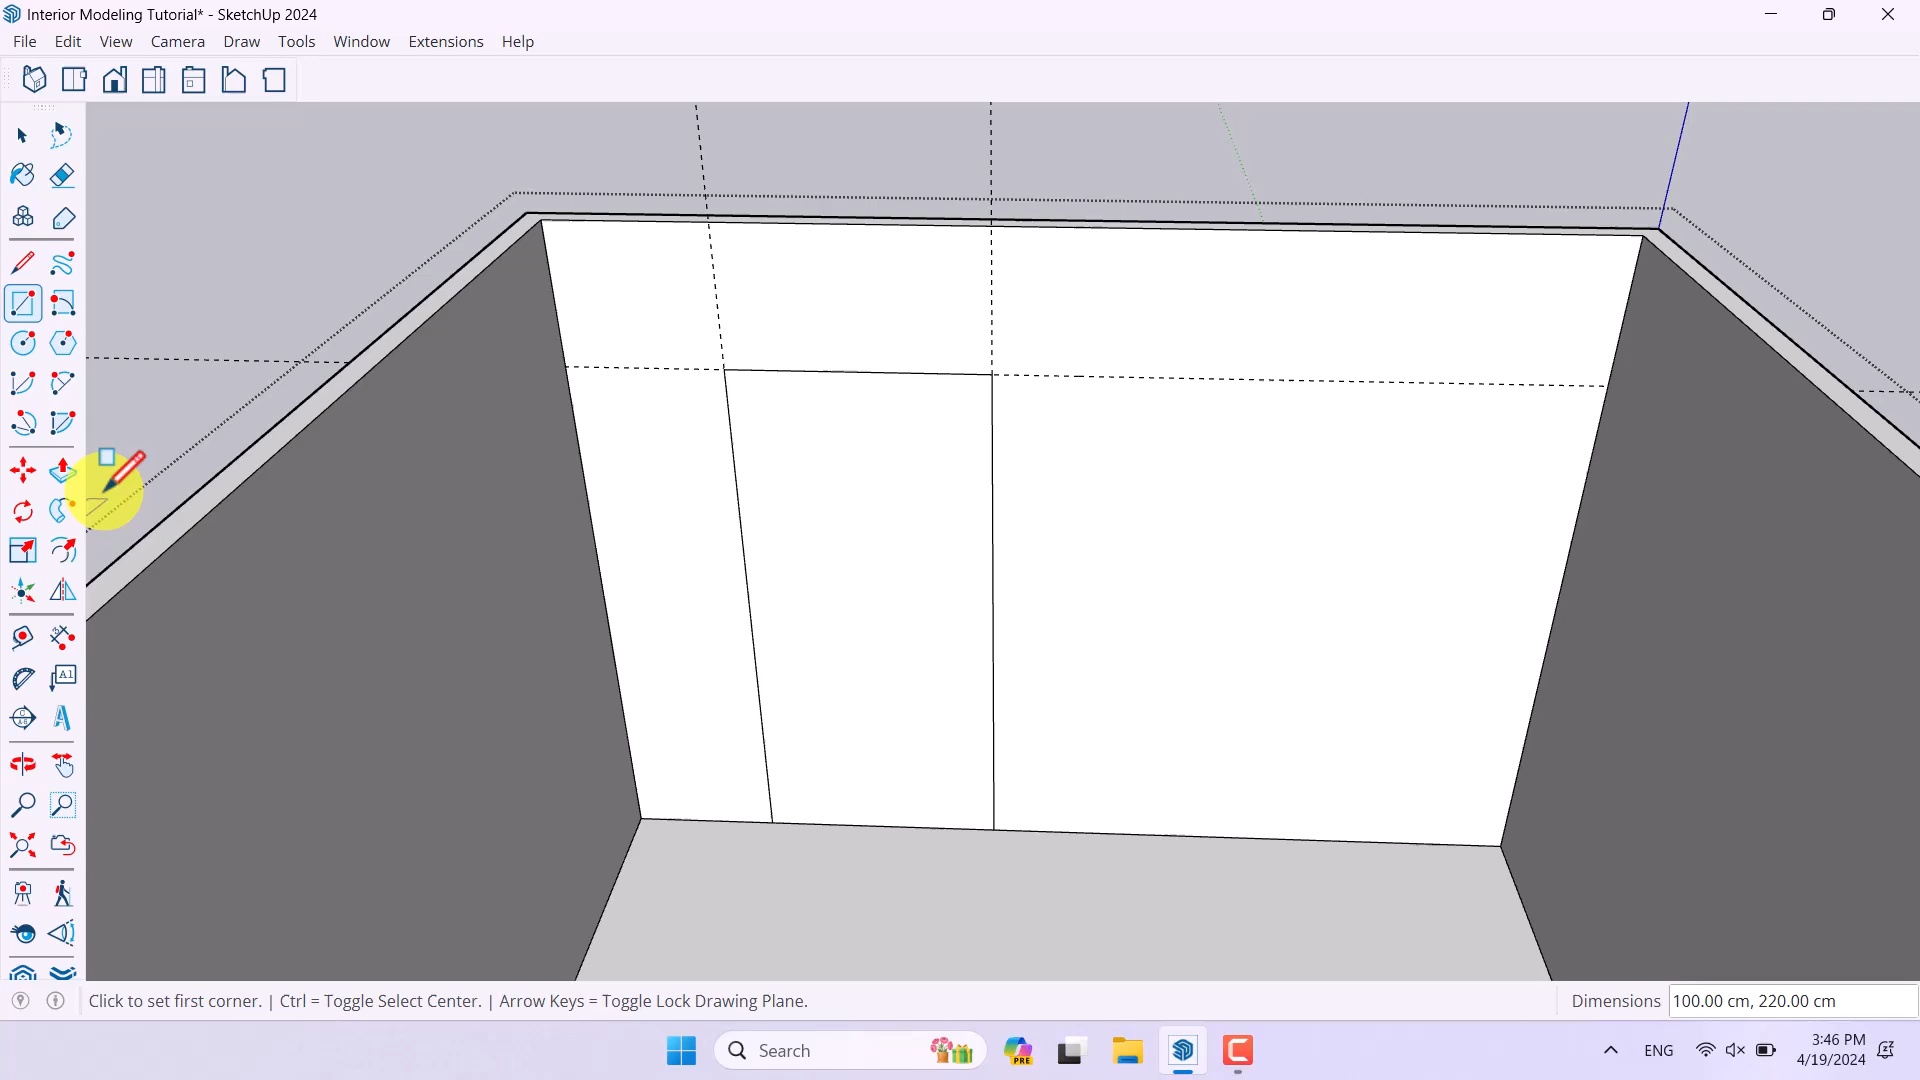 Interior Modeling Tutorial* - SketchUp 2024
File Edit View Camera Draw Tools Window Extensions Help
A1
Click to set first corner. | Ctrl = Toggle Select Center. | Arrow Keys = Toggle Lock Drawing Plane.
Dimensions 100.00 cm, 220.00 cm
Search
PRE
ENG
3:46 PM
4/19/2024